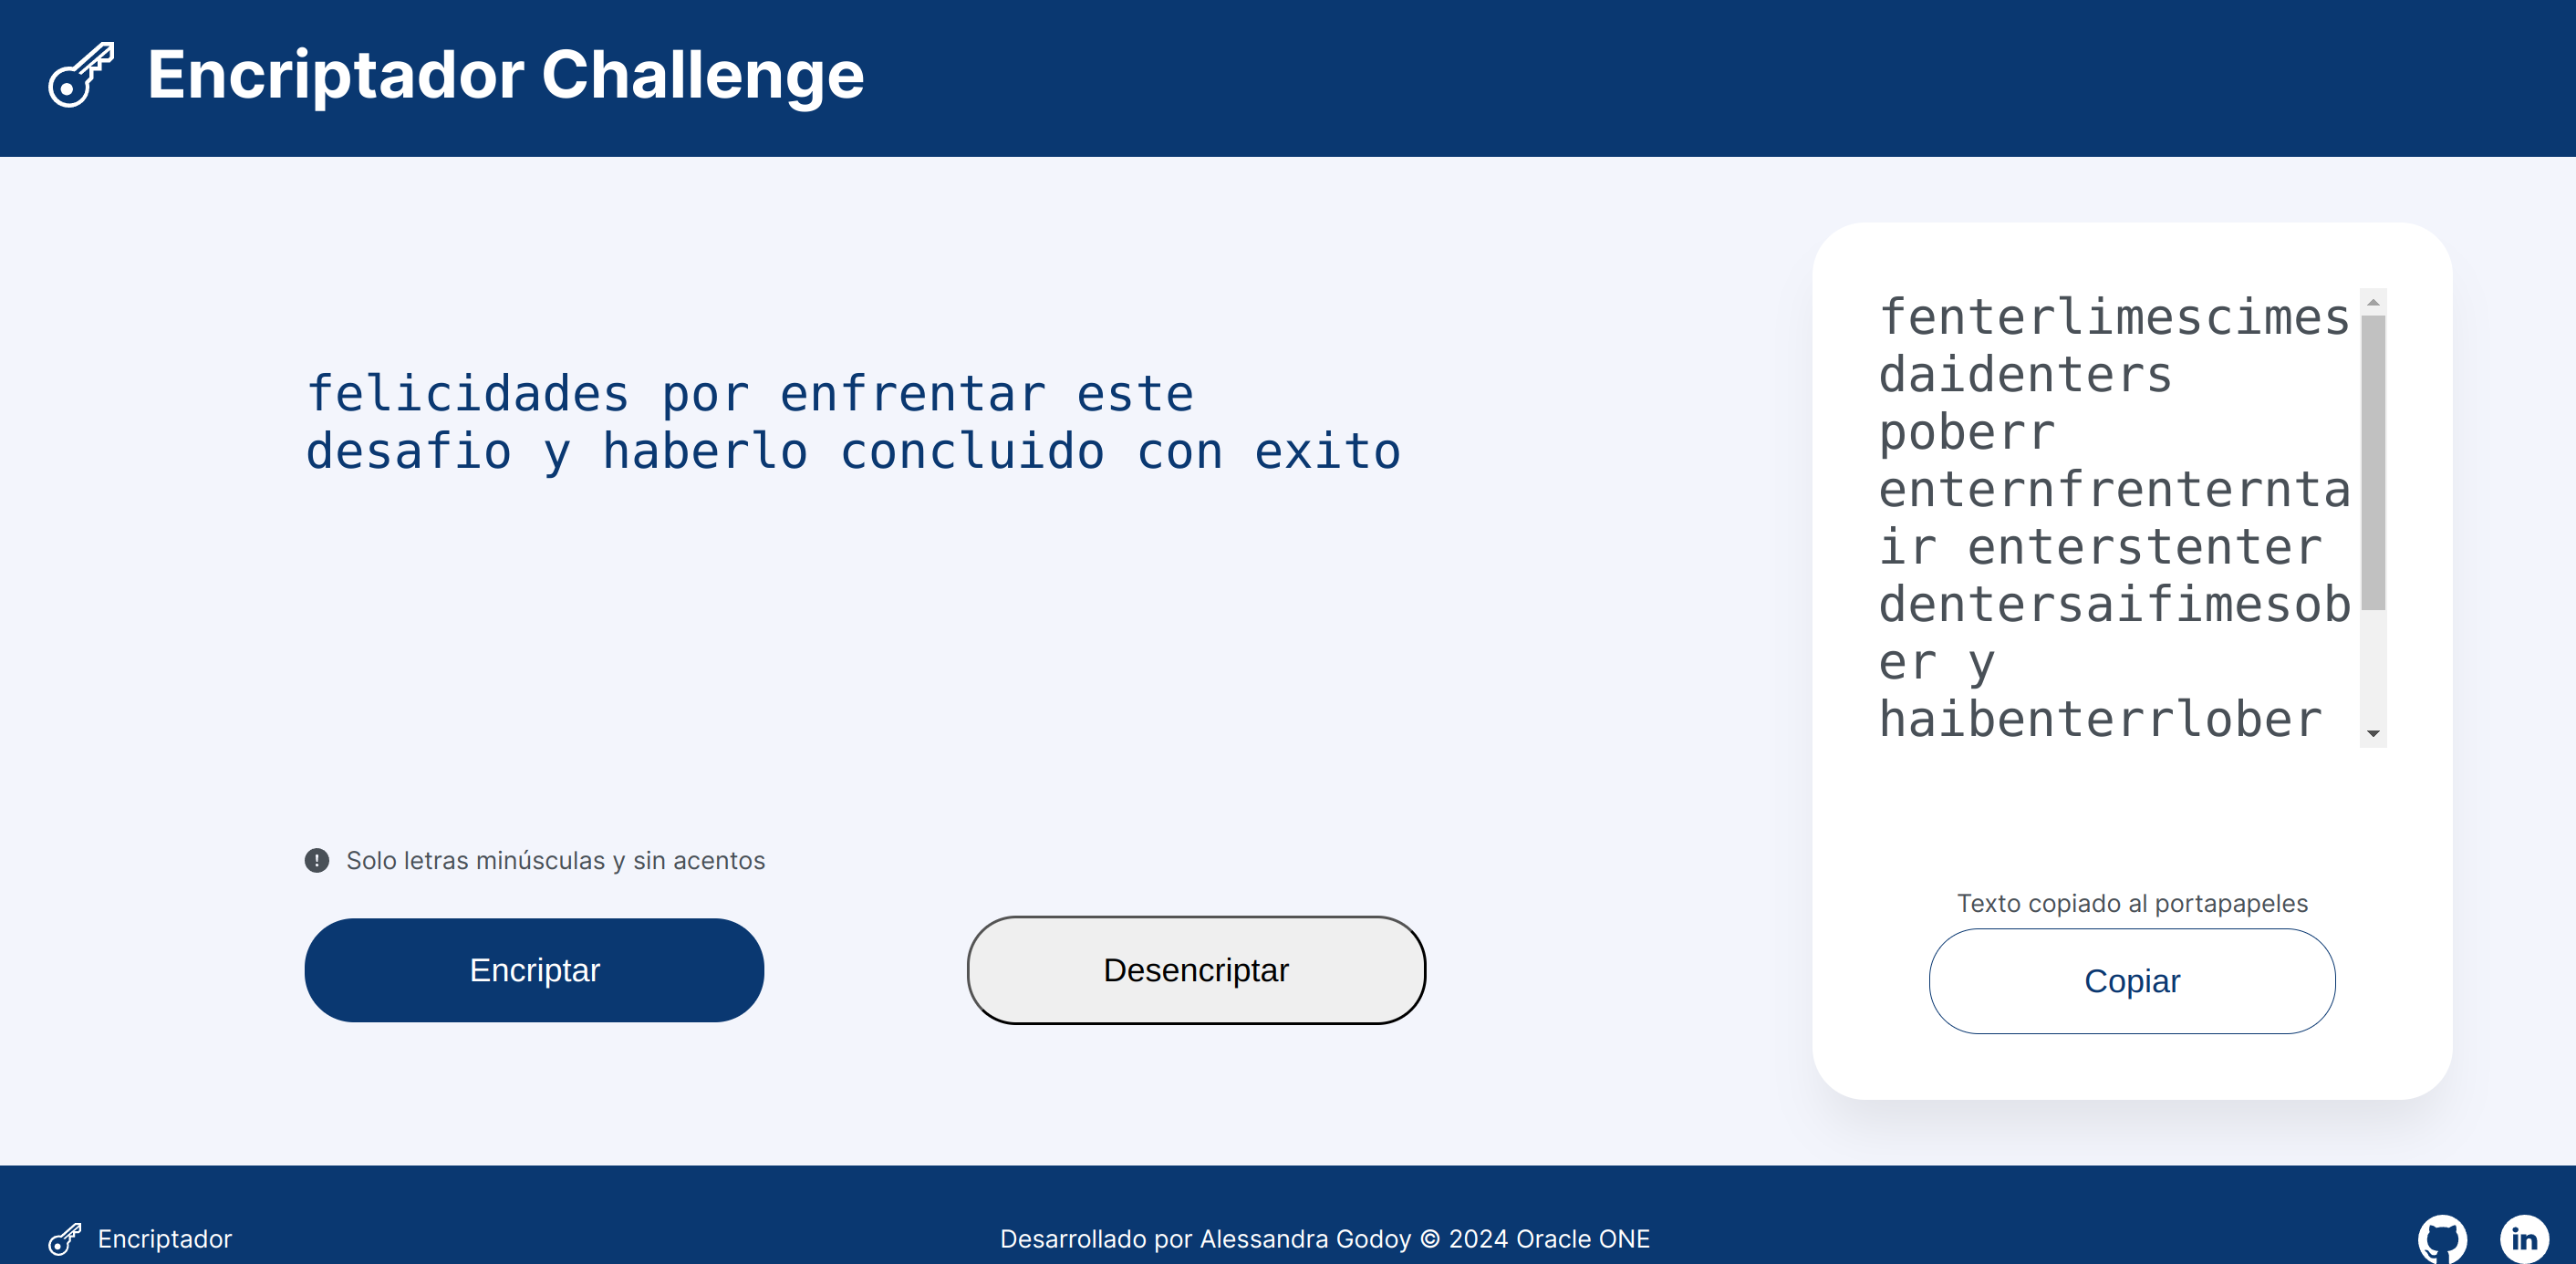 Encriptador Challenge
felicidades por enfrentar este
desafio y haberlo concluido con exito
Solo letras minúsculas y sin acentos
Encriptar
Desencriptar
fenterlimescimes
daidenters
poberr
enternfrenternta
ir enterstenter
dentersaifimesob
er y
haibenterrlober
Texto copiado al portapapeles
Copiar
Encriptador
Desarrollado por Alessandra Godoy © 2024 Oracle ONE
in